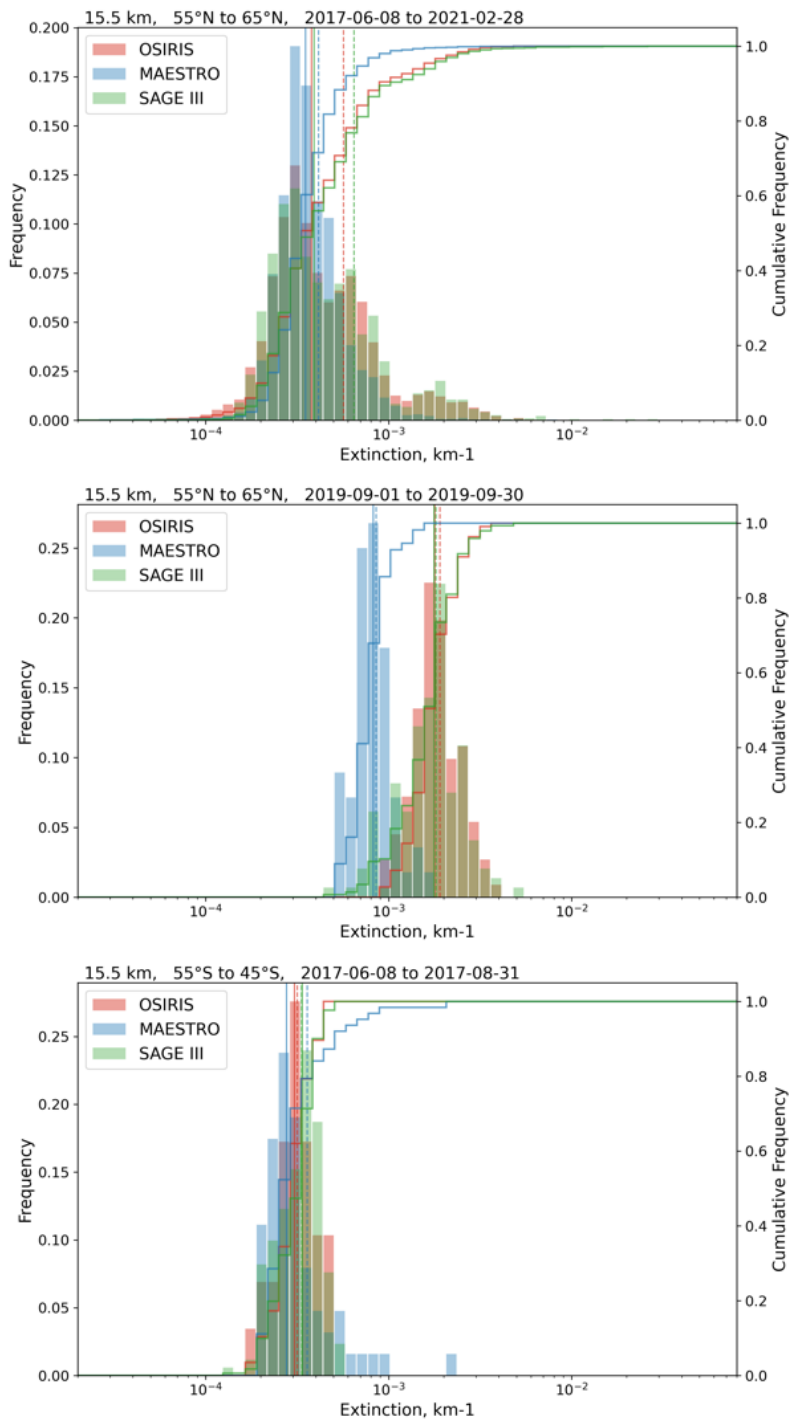 15.5 km, 55°N to 65°N, 2017-06-08 to 2021-02-28
OSIRIS
MAESTRO
SAGE III
0.200
0.175
0.150
0.125
0.100
0.075
0.050
0.025
0.000
Frequency
1.0
0.8
0.6
0.4
0.2
0.0
Cumulative Frequency
10⁻⁴
10⁻³
10⁻²
Extinction, km-1
15.5 km, 55°N to 65°N, 2019-09-01 to 2019-09-30
OSIRIS
MAESTRO
SAGE III
0.25
0.20
0.15
0.10
0.05
0.00
Frequency
1.0
0.8
0.6
0.4
0.2
0.0
Cumulative Frequency
10⁻⁴
10⁻³
10⁻²
Extinction, km-1
15.5 km, 55°S to 45°S, 2017-06-08 to 2017-08-31
OSIRIS
MAESTRO
SAGE III
0.25
0.20
0.15
0.10
0.05
0.00
Frequency
1.0
0.8
0.6
0.4
0.2
0.0
Cumulative Frequency
10⁻⁴
10⁻³
10⁻²
Extinction, km-1